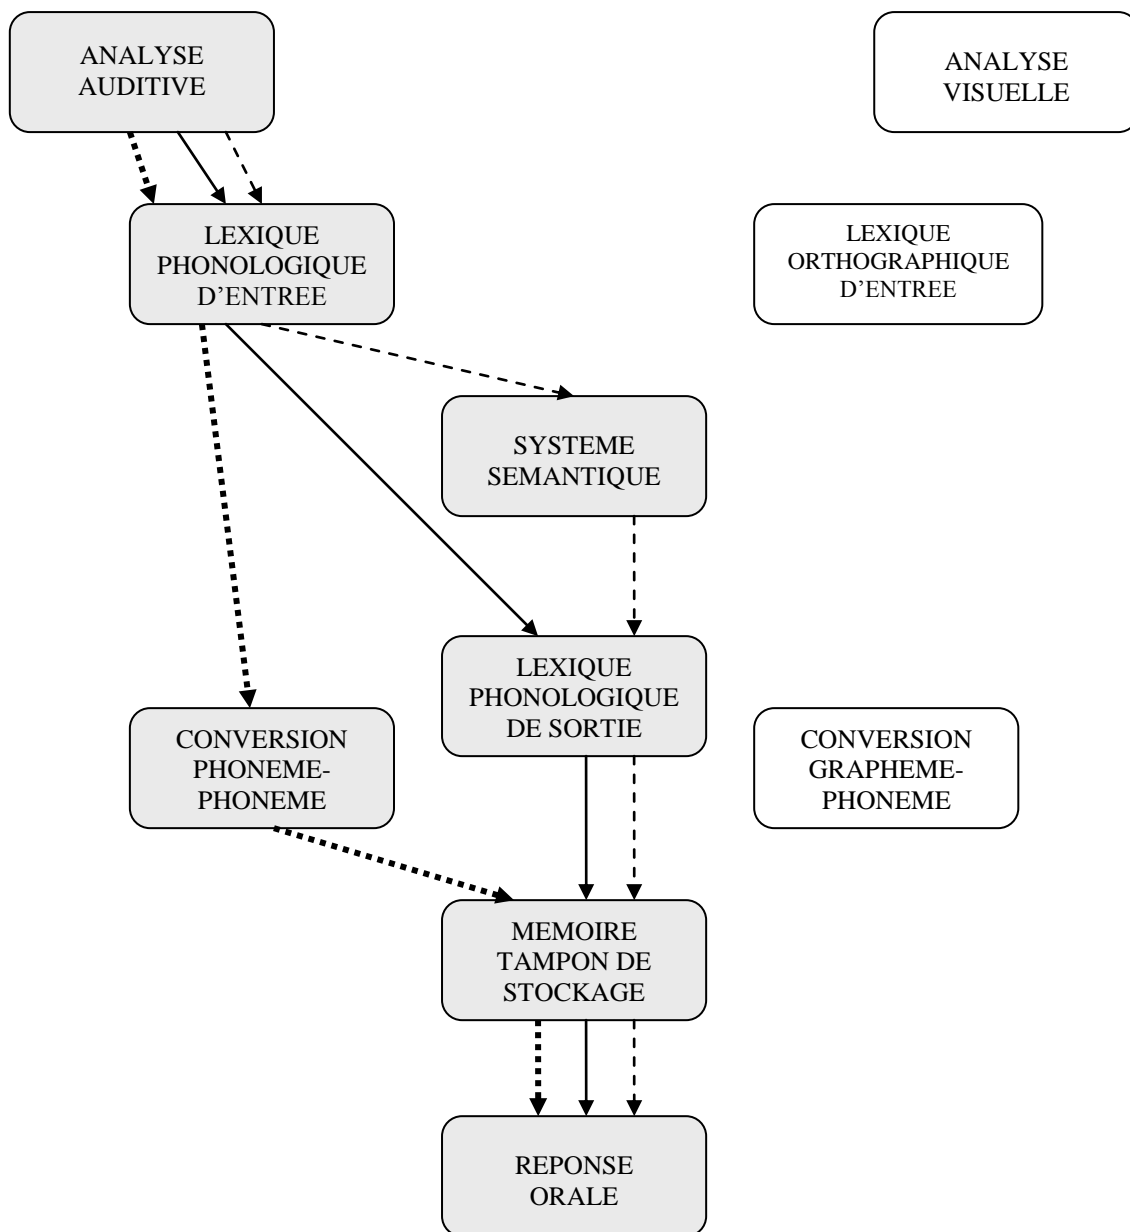 ANALYSE
AUDITIVE
ANALYSE
VISUELLE
LEXIQUE
PHONOLOGIQUE
D’ENTREE
LEXIQUE
ORTHOGRAPHIQUE
D’ENTREE
SYSTEME
SEMANTIQUE
LEXIQUE
PHONOLOGIQUE
DE SORTIE
CONVERSION
PHONEME-
PHONEME
CONVERSION
GRAPHEME-
PHONEME
MEMOIRE
TAMPON DE
STOCKAGE
REPONSE
ORALE